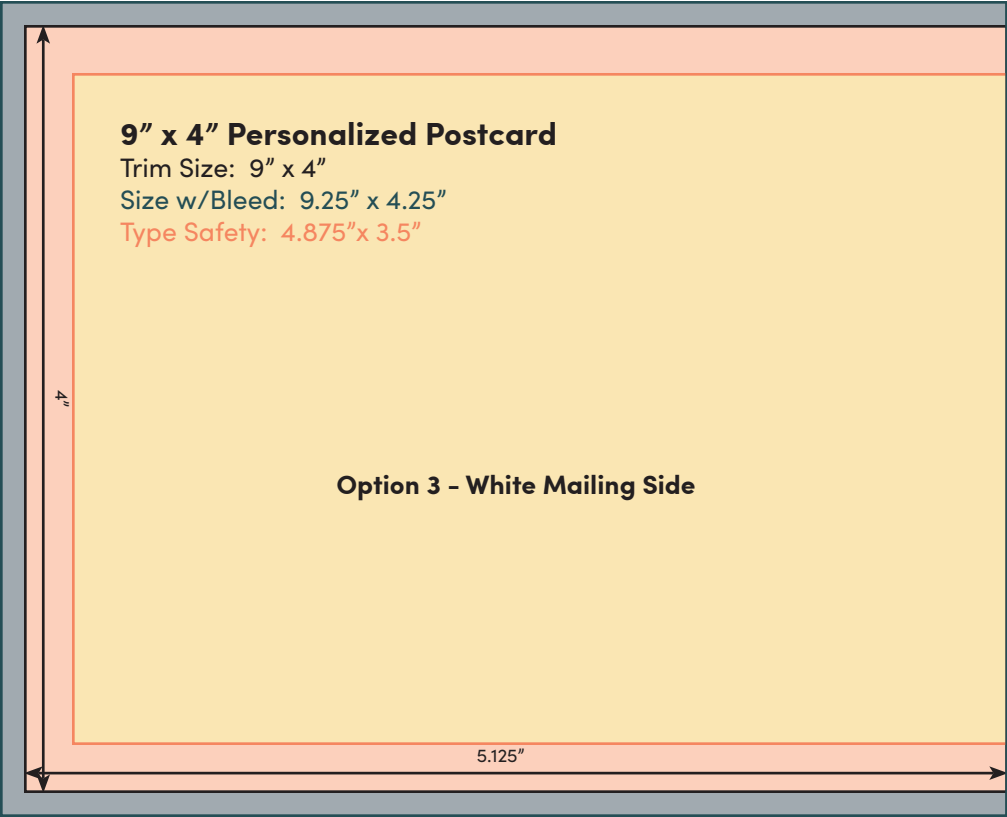 9” x 4” Personalized Postcard
Trim Size:  9” x 4”
Size w/Bleed:  9.25” x 4.25”
Type Safety:  4.875”x 3.5”
4”
Option 3 - White Mailing Side
5.125”